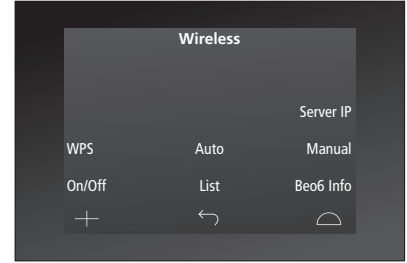 Wireless
Server IP
WPS Auto Manual
On/Off List Beo6 Info